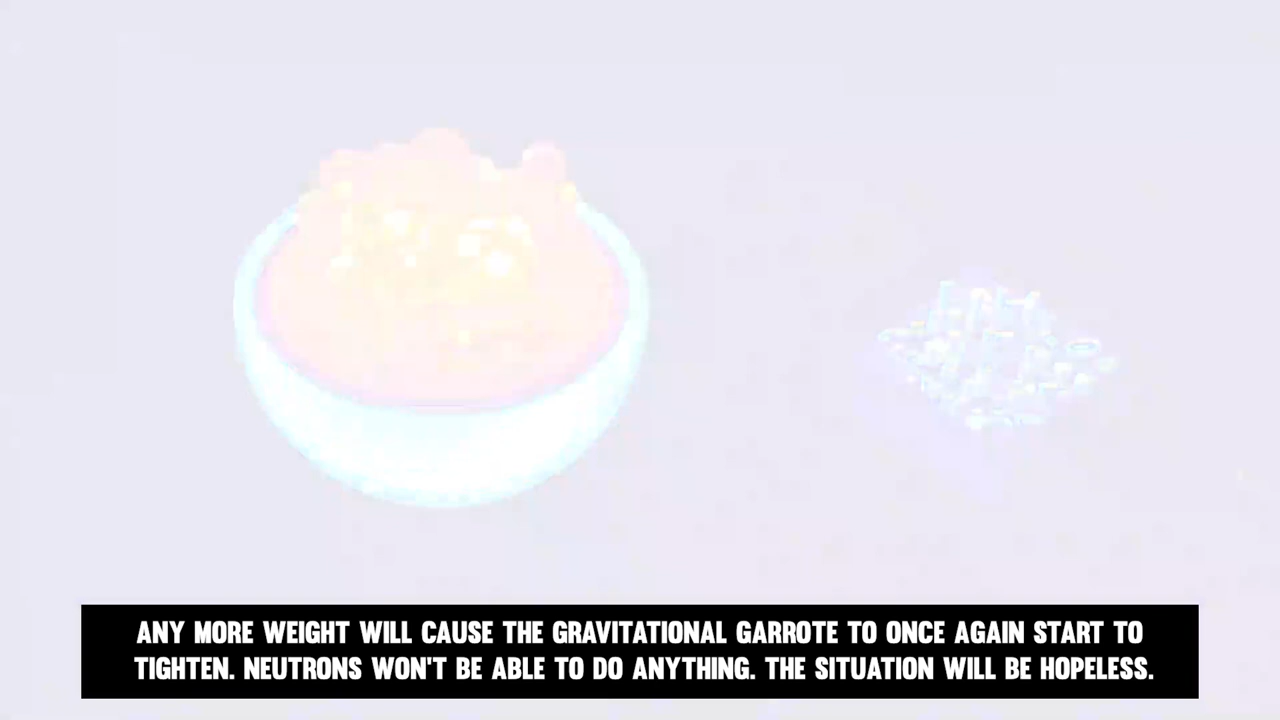 ANY MORE WEIGHT WILL CAUSE THE GRAVITATIONAL GARROTE TO ONCE AGAIN START TO
TIGHTEN. NEUTRONS WON'T BE ABLE TO DO ANYTHING. THE SITUATION WILL BE HOPELESS.